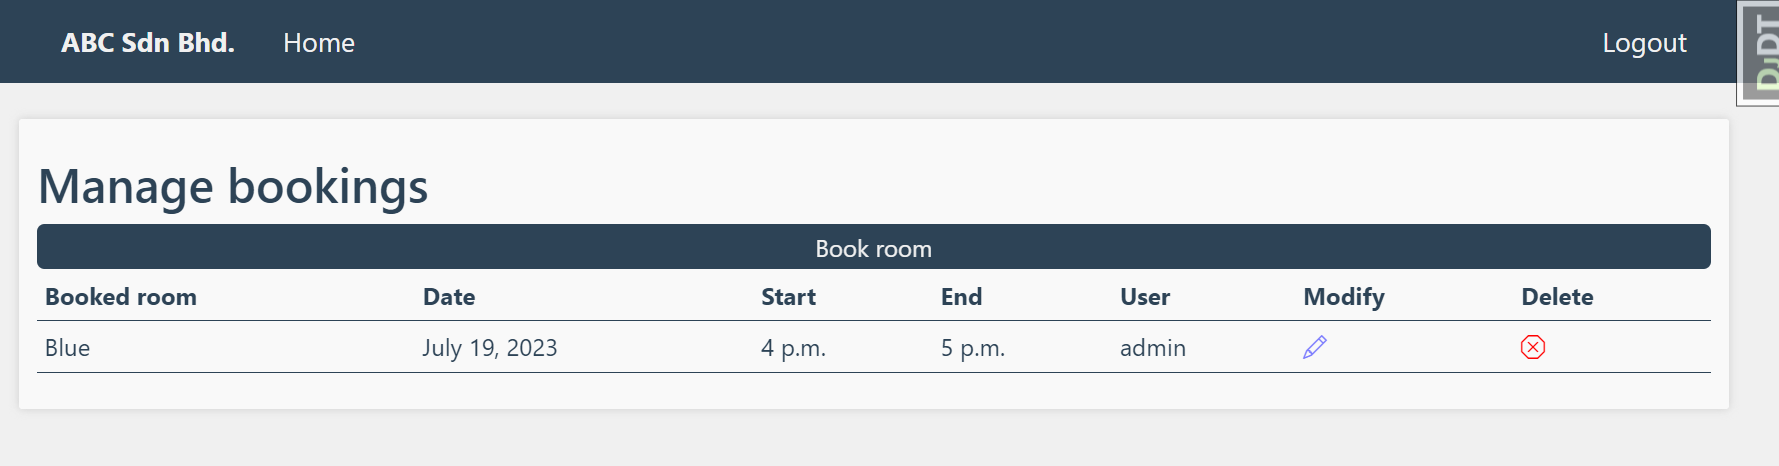 ABC Sdn Bhd. Home Logout
DjDT
Manage bookings
Book room
Booked room Date Start End User Modify Delete
Blue July 19, 2023 4 p.m. 5 p.m. admin